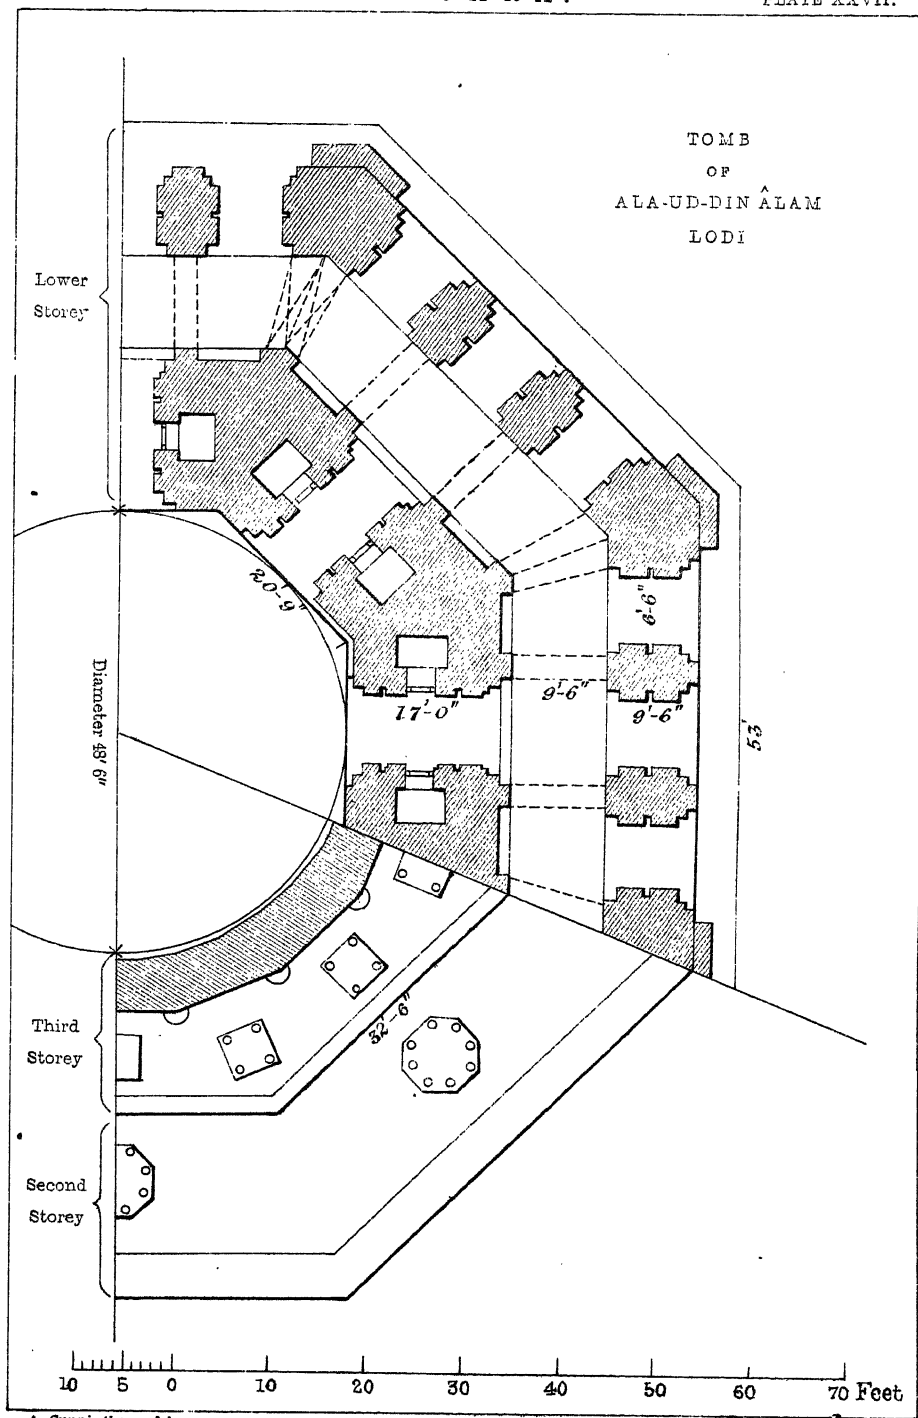 PLATE XXVII.
TOMB
OF
ALA-UD-DIN ÂLAM
LODI
Lower
Storey
20'-9"
6'-6"
Diameter 48' 6"
17'-0"
9'-6"
9'-6"
53'
Third
Storey
32'-6"
Second
Storey
10 5 0 10 20 30 40 50 60 70 Feet